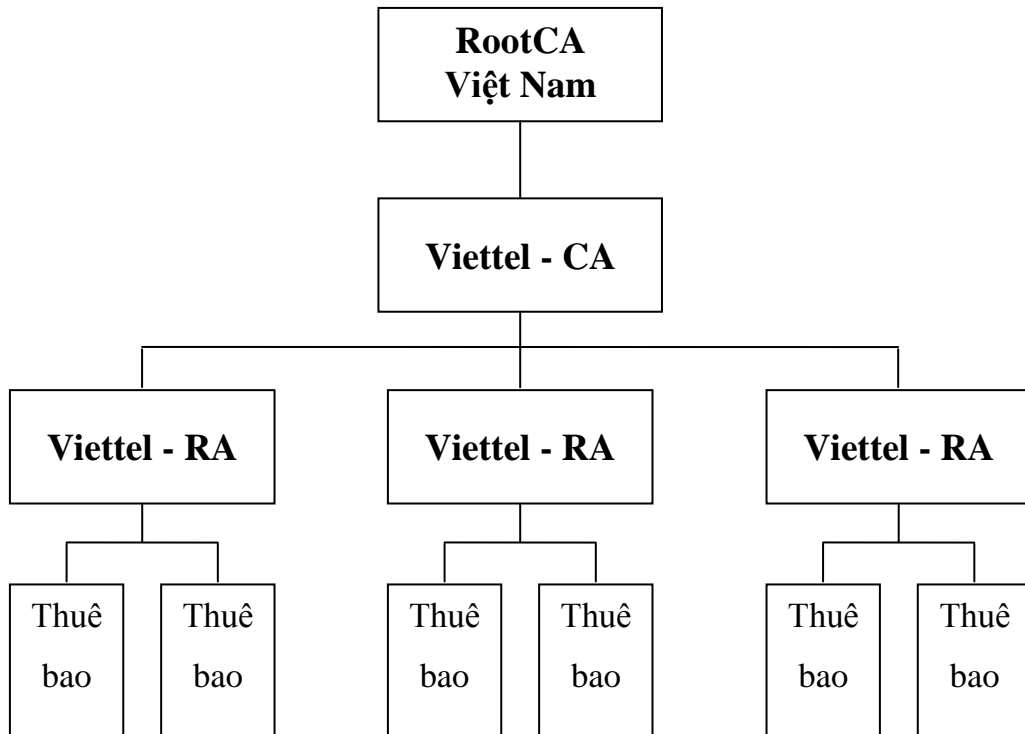 RootCA
Việt Nam
Viettel - CA
Viettel - RA
Viettel - RA
Viettel - RA
Thuê
bao
Thuê
bao
Thuê
bao
Thuê
bao
Thuê
bao
Thuê
bao